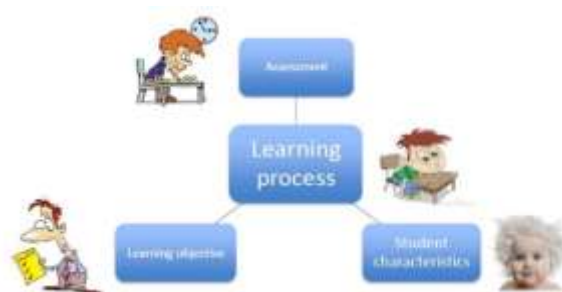 Assessment
Learning
process
Learning objective
Student
characteristics